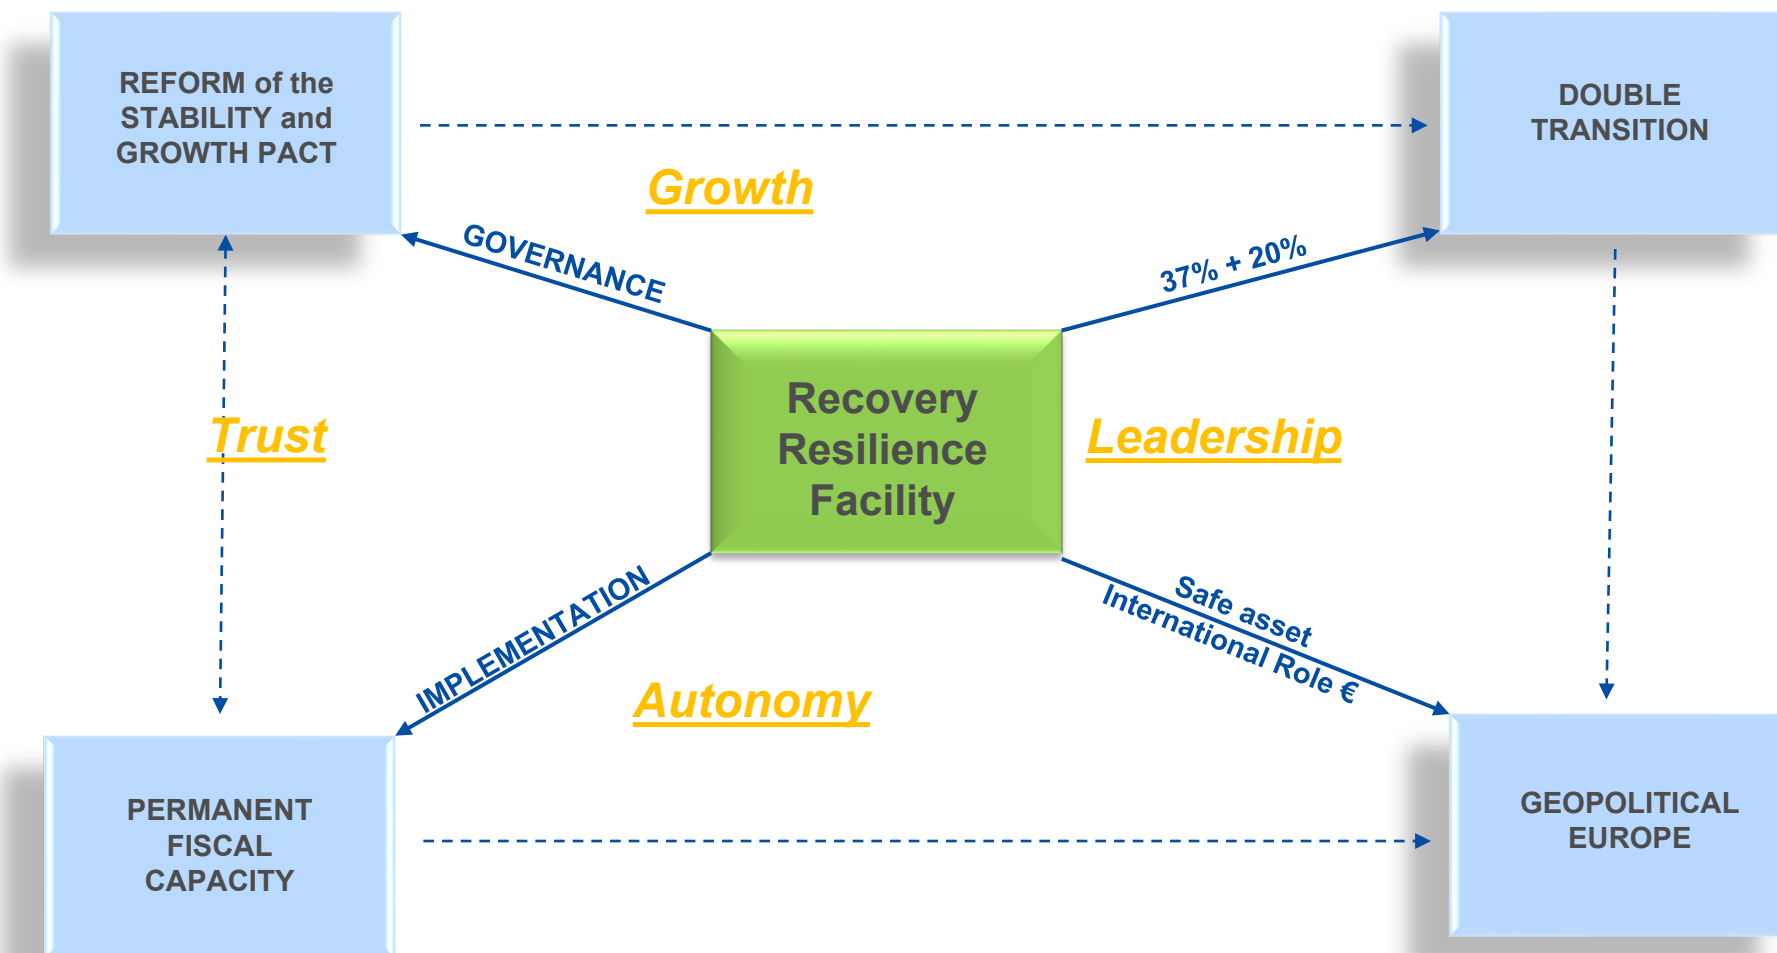 REFORM of the
STABILITY and
GROWTH PACT
DOUBLE
TRANSITION
Growth
GOVERNANCE
37% + 20%
Recovery
Resilience
Facility
Trust
Leadership
IMPLEMENTATION
Safe asset
International Role €
Autonomy
PERMANENT
FISCAL
CAPACITY
GEOPOLITICAL
EUROPE